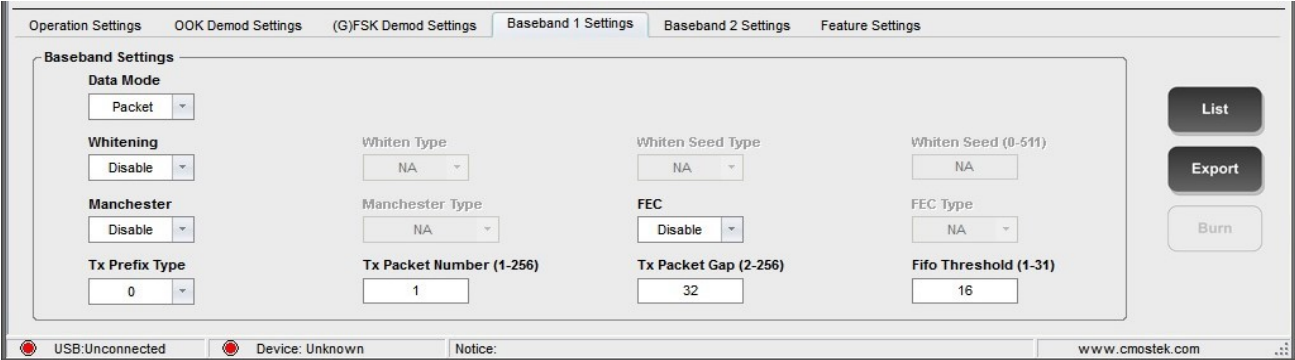 Operation Settings OOK Demod Settings (G)FSK Demod Settings Baseband 1 Settings Baseband 2 Settings Feature Settings
Baseband Settings
Data Mode
Packet
List
Whitening Whiten Type Whiten Seed Type Whiten Seed (0-511)
Disable NA NA NA
Export
Manchester Manchester Type FEC FEC Type
Disable NA Disable NA
Burn
Tx Prefix Type Tx Packet Number (1-256) Tx Packet Gap (2-256) Fifo Threshold (1-31)
0 1 32 16
USB:Unconnected Device: Unknown Notice: www.cmostek.com